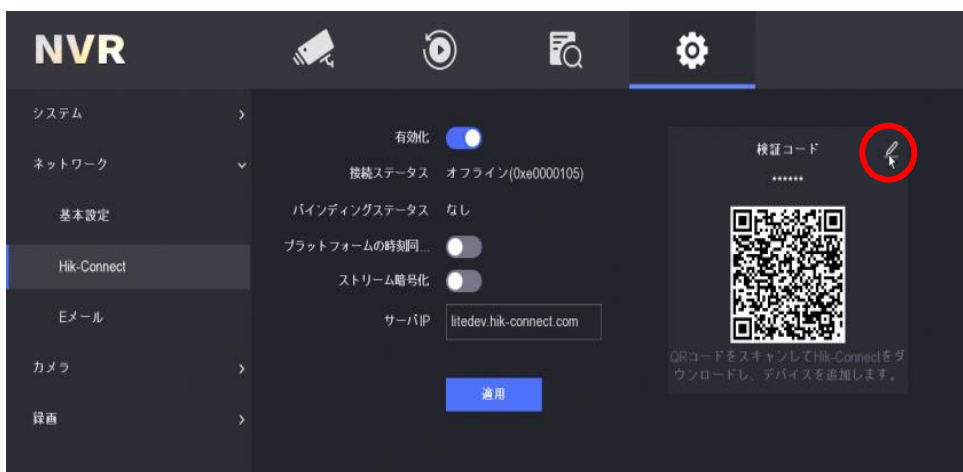 NVR
システム
ネットワーク
基本設定
Hik-Connect
Eメール
カメラ
録画
有効化
接続ステータス オフライン(0xe0000105)
バインディングステータス なし
プラットフォームの時刻同...
ストリーム暗号化
サーバIP litedev.hik-connect.com
適用
検証コード
******
QRコードをスキャンしてHik-Connectをダ
ウンロードし、デバイスを追加します。